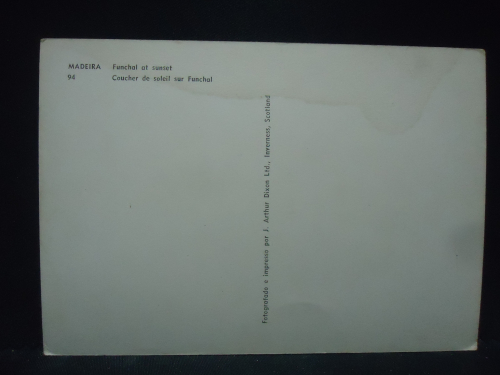 MADEIRA Funchal at sunset
94 Coucher de soleil sur Funchal
Fotografado e impresso por J. Arthur Dixon Ltd., Inverness, Scotland